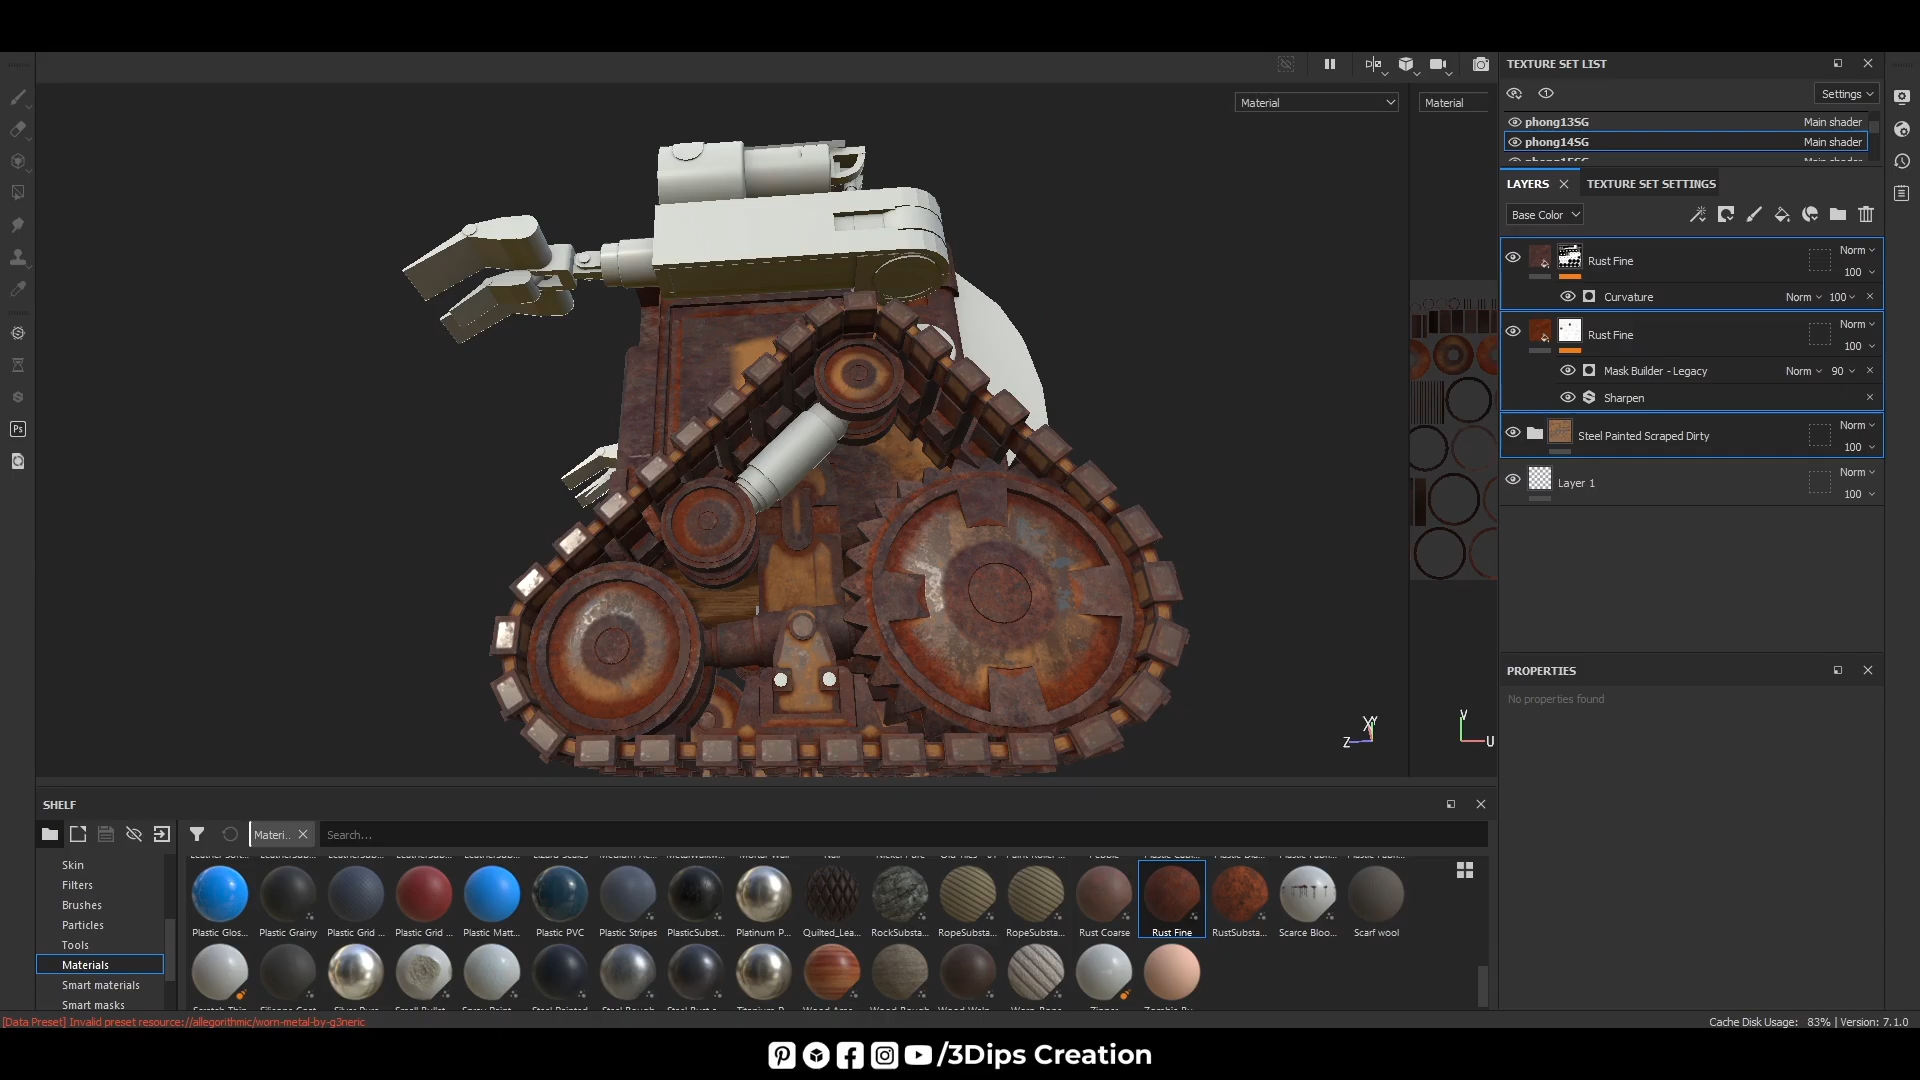 TEXTURE SET LIST
Settings
Material
Material
phong13SG Main shader
phong14SG Main shader
LAYERS TEXTURE SET SETTINGS
Base Color
Rust Fine Norm
100
Curvature Norm 100
Rust Fine Norm
100
Mask Builder - Legacy Norm 90
Sharpen
Steel Painted Scraped Dirty Norm
100
Layer 1 Norm
100
PROPERTIES
No properties found
Z
V
U
SHELF
Materi... Search...
Skin
Filters
Brushes
Particles
Tools
Materials
Smart materials
Smart masks
Plastic Glos... Plastic Grainy Plastic Grid ... Plastic Grid ... Plastic Matt... Plastic PVC Plastic Stripes PlasticSubst... Platinum P... Quilted_Lea... RockSubsta... RopeSubsta... RopeSubsta... Rust Coarse Rust Fine RustSubsta... Scarce Bloo... Scarf wool
[Data Preset] Invalid preset resource://allegorithmic/worn-metal-by-g3neric
Cache Disk Usage: 83% | Version: 7.1.0
/3Dips Creation